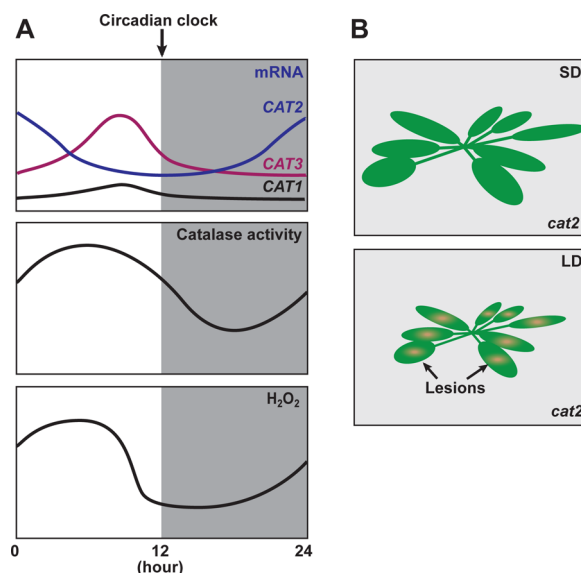 A
Circadian clock
mRNA
CAT2
CAT3
CAT1
Catalase activity
H₂O₂
0
12
24
(hour)
B
SD
cat2
LD
Lesions
cat2